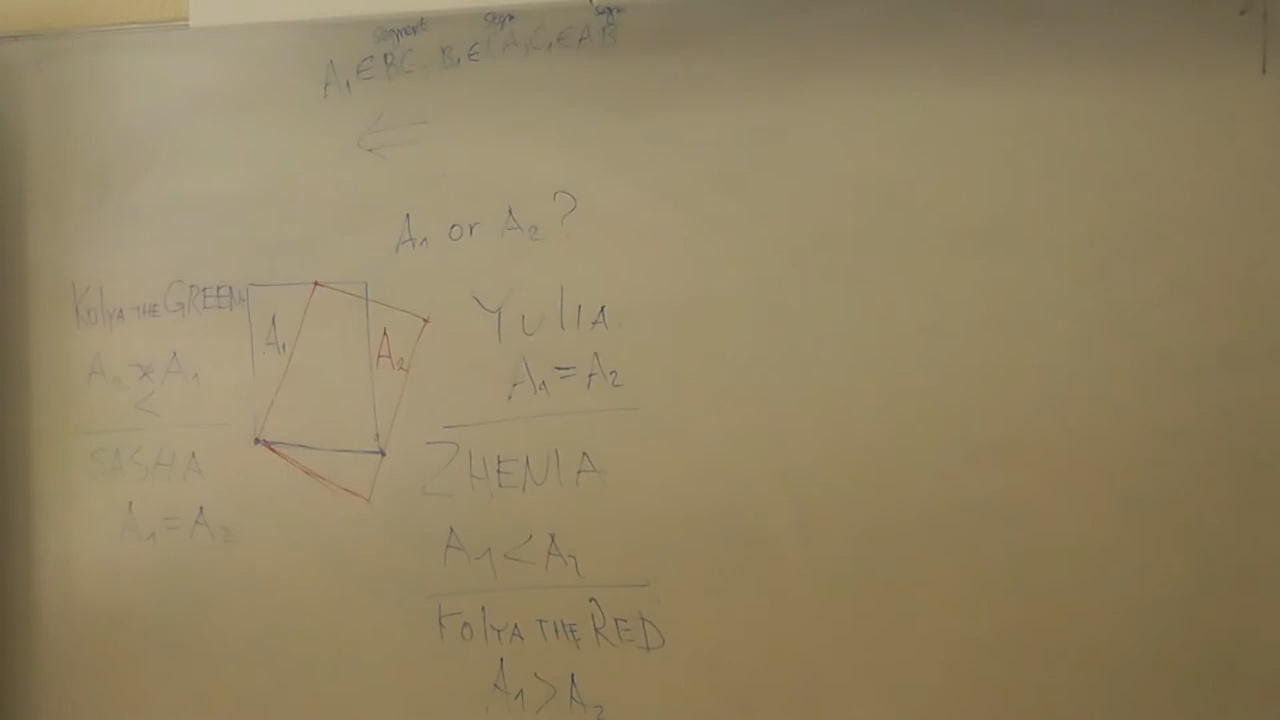 segment segm segm
A₁ ∈ BC, B₁ ∈ CA, C₁ ∈ AB
⇐
A₁ or A₂?
KOLYA THE GREEN
A₂ A₁
<
SASHA
A₁ = A₂
A₁
A₂
YULIA
A₁ = A₂
ZHENIA
A₁ < A₂
KOLYA THE RED
A₁ > A₂